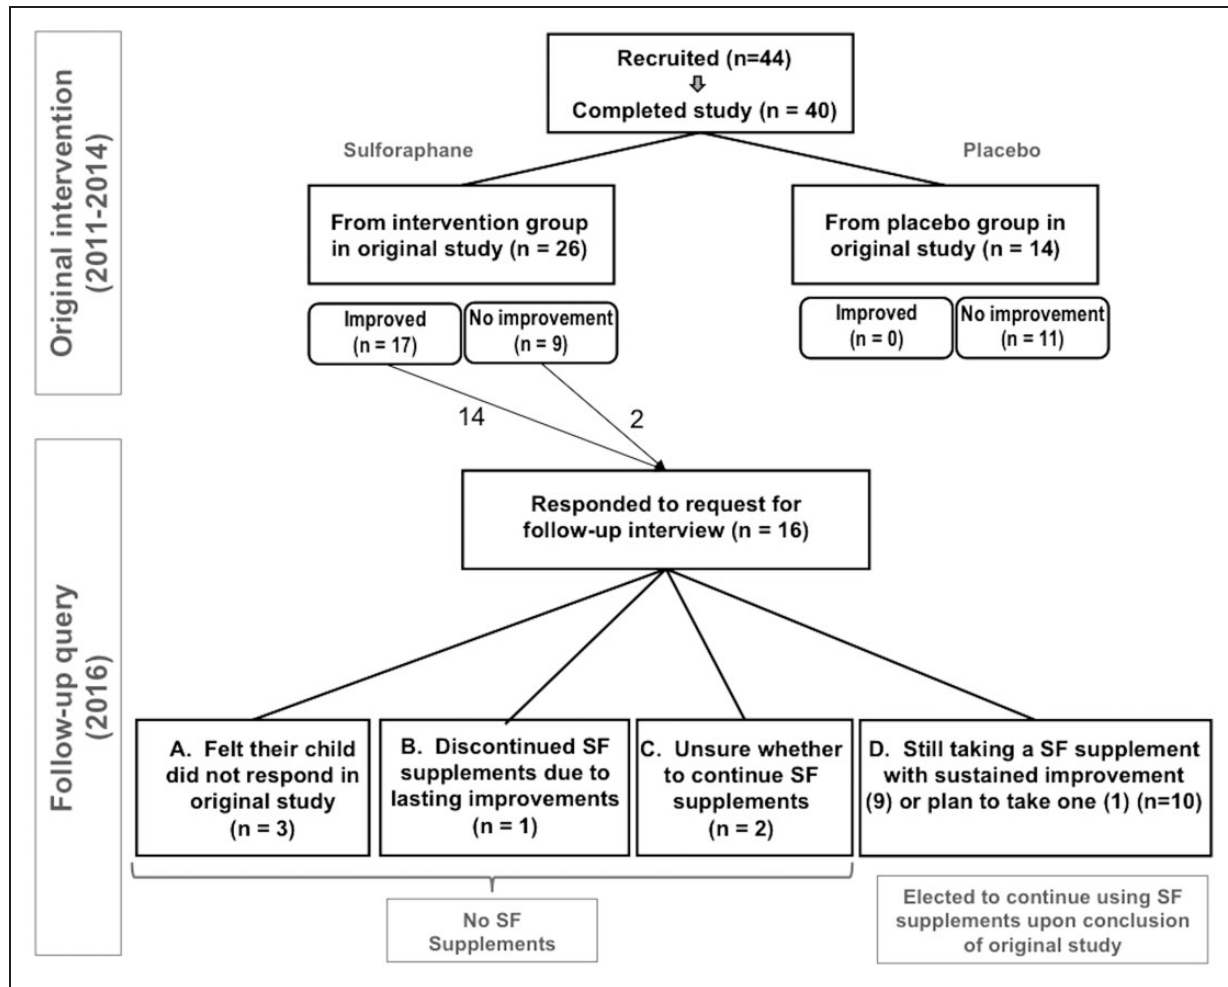 Original intervention
(2011-2014)
Recruited (n=44)
Completed study (n = 40)
Sulforaphane
Placebo
From intervention group
in original study (n = 26)
From placebo group in
original study (n = 14)
Improved
(n = 17)
No improvement
(n = 9)
Improved
(n = 0)
No improvement
(n = 11)
14
2
Follow-up query
(2016)
Responded to request for
follow-up interview (n = 16)
A. Felt their child
did not respond in
original study
(n = 3)
B. Discontinued SF
supplements due to
lasting improvements
(n = 1)
C. Unsure whether
to continue SF
supplements
(n = 2)
D. Still taking a SF supplement
with sustained improvement
(9) or plan to take one (1) (n=10)
No SF
Supplements
Elected to continue using SF
supplements upon conclusion
of original study